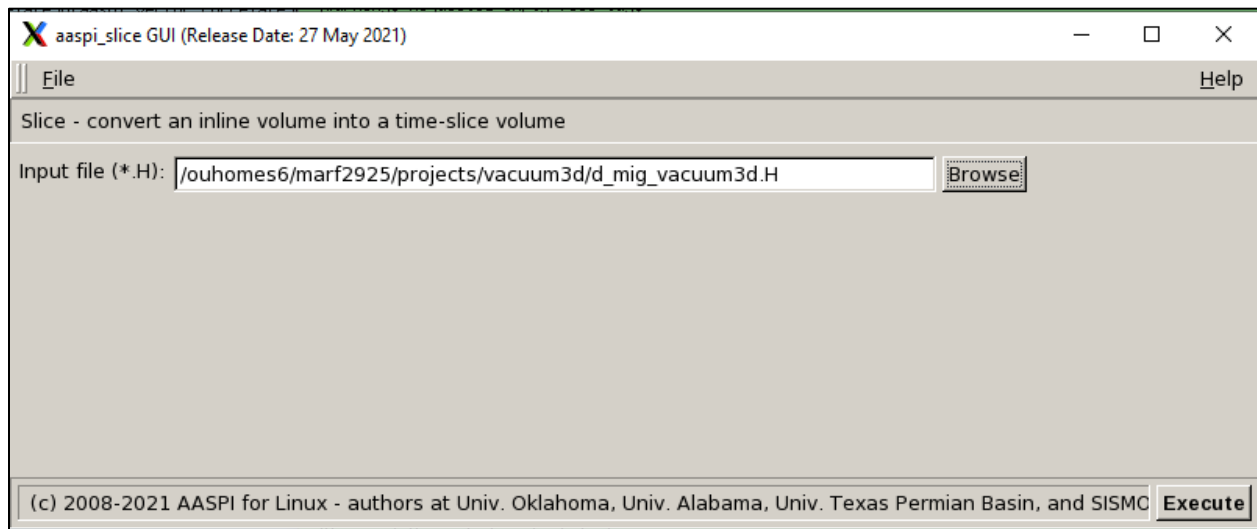 aaspi_slice GUI (Release Date: 27 May 2021)
File Help
Slice - convert an inline volume into a time-slice volume
Input file (*.H): /ouhomes6/marf2925/projects/vacuum3d/d_mig_vacuum3d.H Browse
(c) 2008-2021 AASPI for Linux - authors at Univ. Oklahoma, Univ. Alabama, Univ. Texas Permian Basin, and SISMO Execute